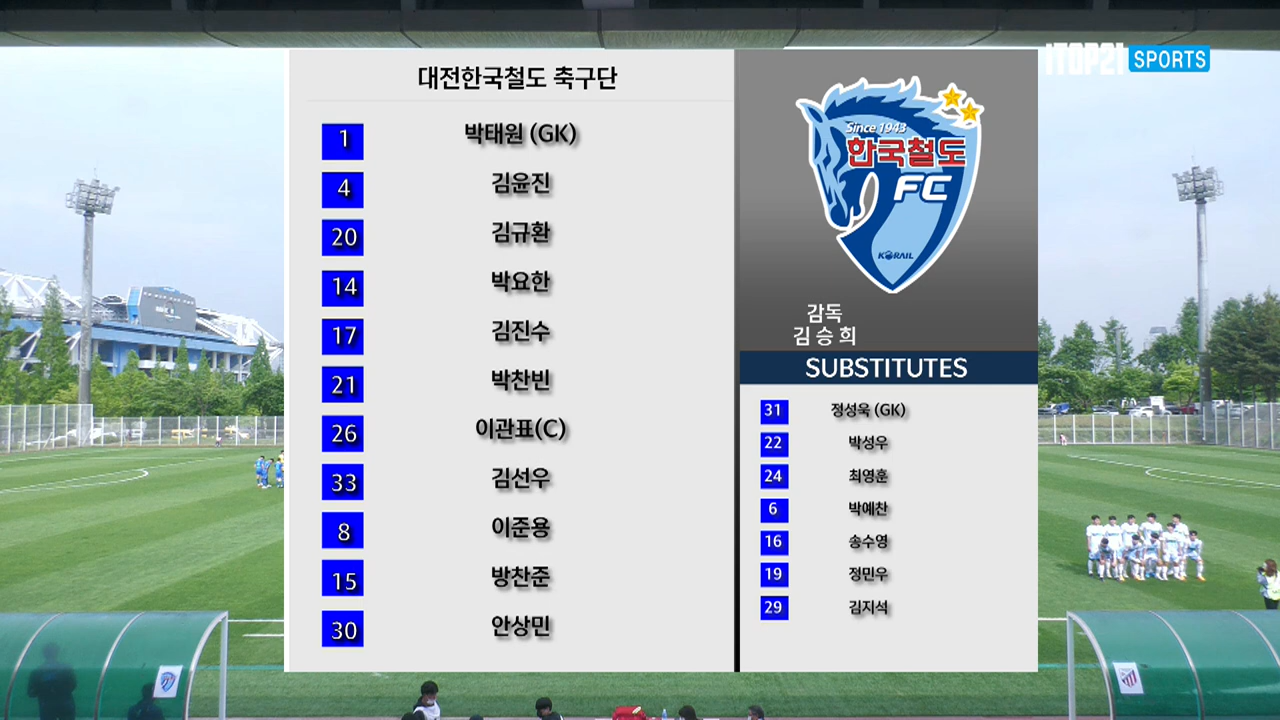 대전한국철도 축구단
1 박태원 (GK)
4 김윤진
20 김규환
14 박요한
17 김진수
21 박찬빈
26 이관표(C)
33 김선우
8 이준용
15 방찬준
30 안상민
iTOP21 SPORTS
Since 1943
한국철도
FC
KORAIL
감독
김승희
SUBSTITUTES
31 정성욱 (GK)
22 박성우
24 최영훈
6 박예찬
16 송수영
19 정민우
29 김지석